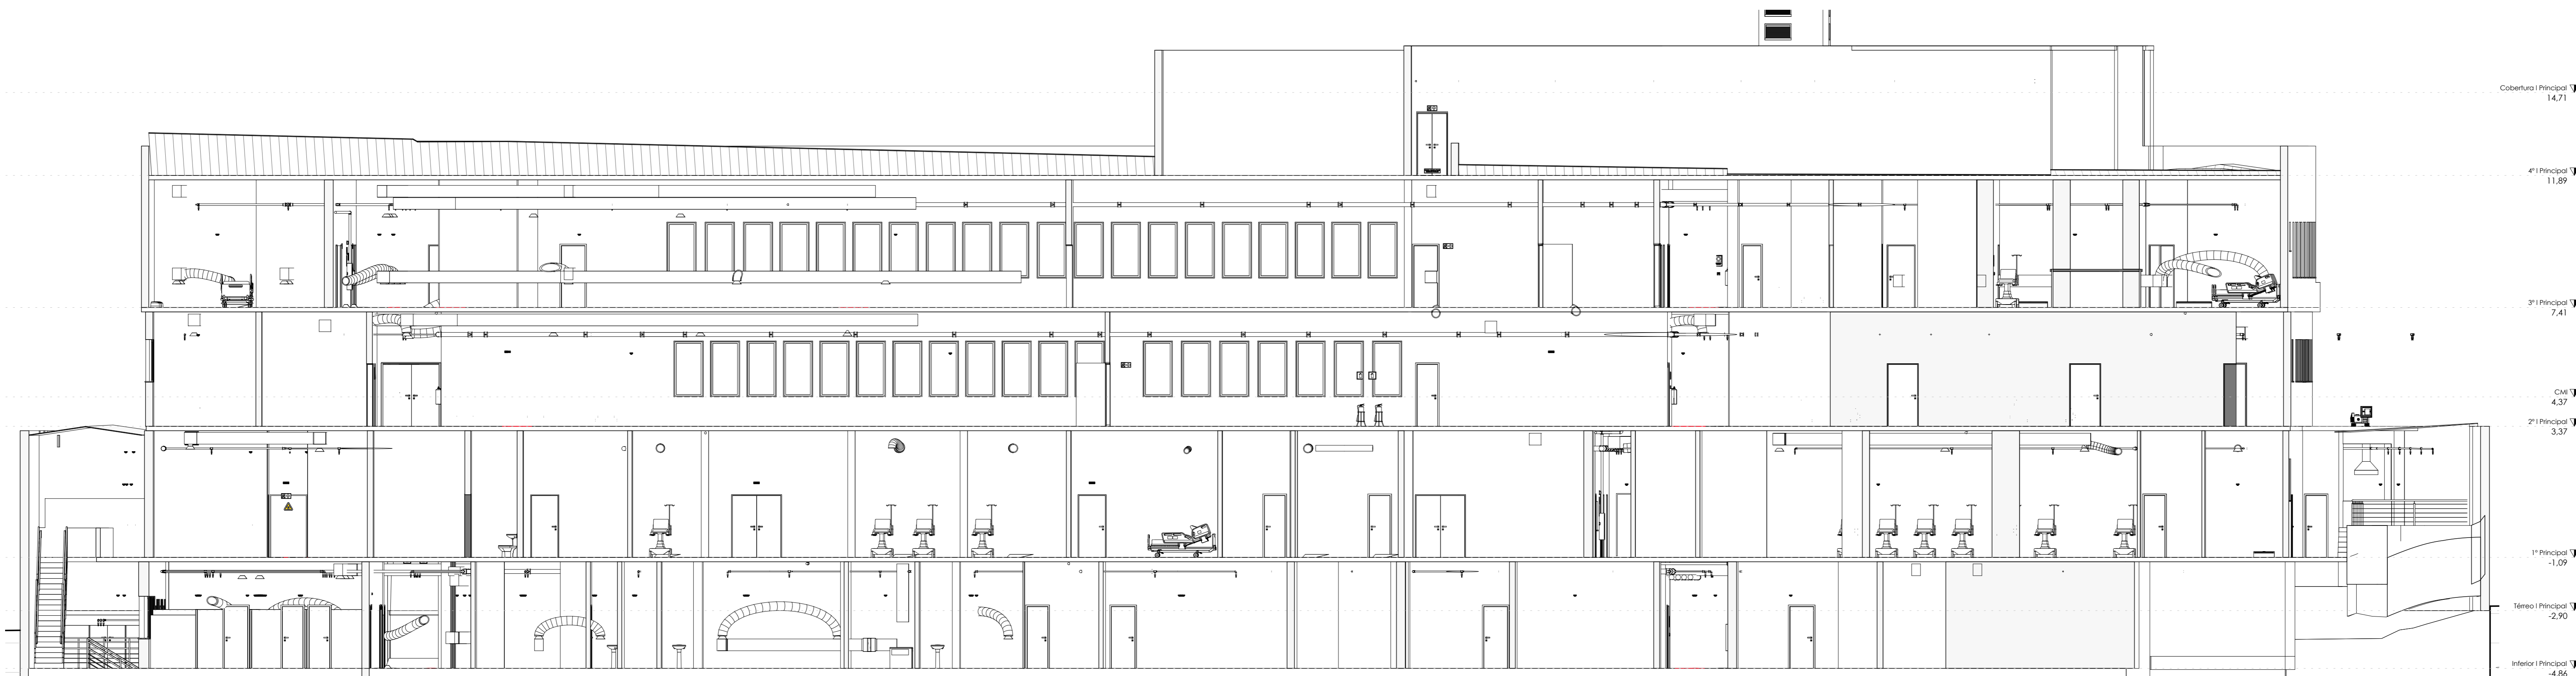 Cobertura | Principal
14,71
4º | Principal
11,89
3º | Principal
7,41
CMI
4,37
2º | Principal
3,37
1º Principal
-1,09
Térreo | Principal
-2,90
Inferior | Principal
-4,86